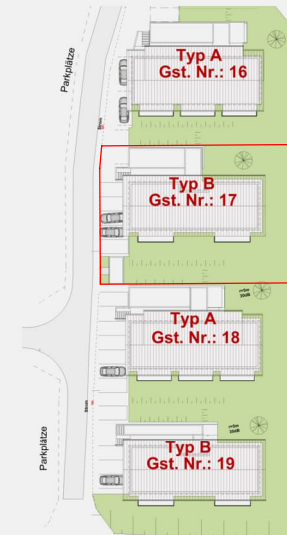 Parkplätze
Typ A
Gst. Nr.: 16
Typ B
Gst. Nr.: 17
Typ A
Gst. Nr.: 18
Parkplätze
Typ B
Gst. Nr.: 19